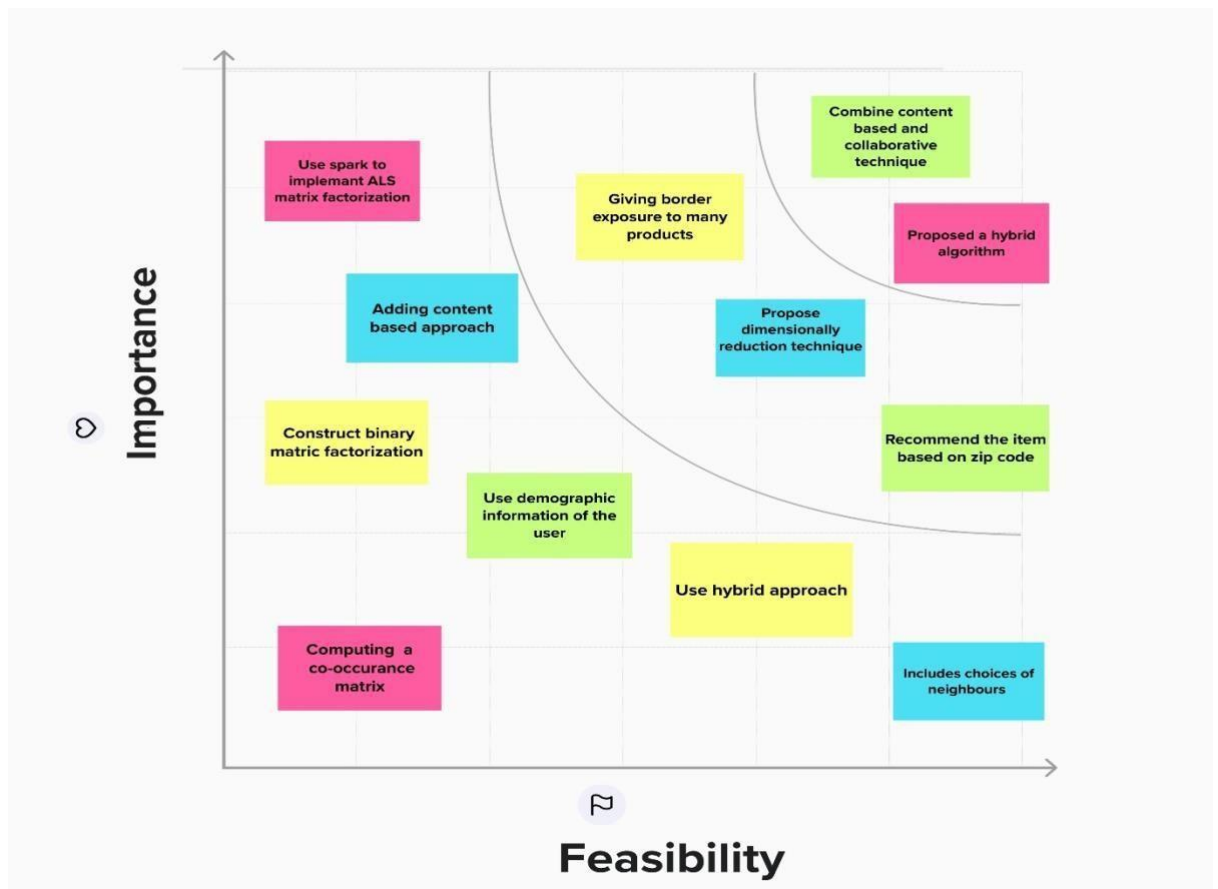 Combine content
based and
collaborative
technique
Use spark to
implemant ALS
matrix factorization
Giving border
exposure to many
products
Proposed a hybrid
algorithm
Adding content
based approach
Propose
dimensionally
reduction technique
Importance
Construct binary
matric factorization
Recommend the item
based on zip code
Use demographic
information of the
user
Use hybrid approach
Computing a
co-occurance
matrix
Includes choices of
neighbours
Feasibility